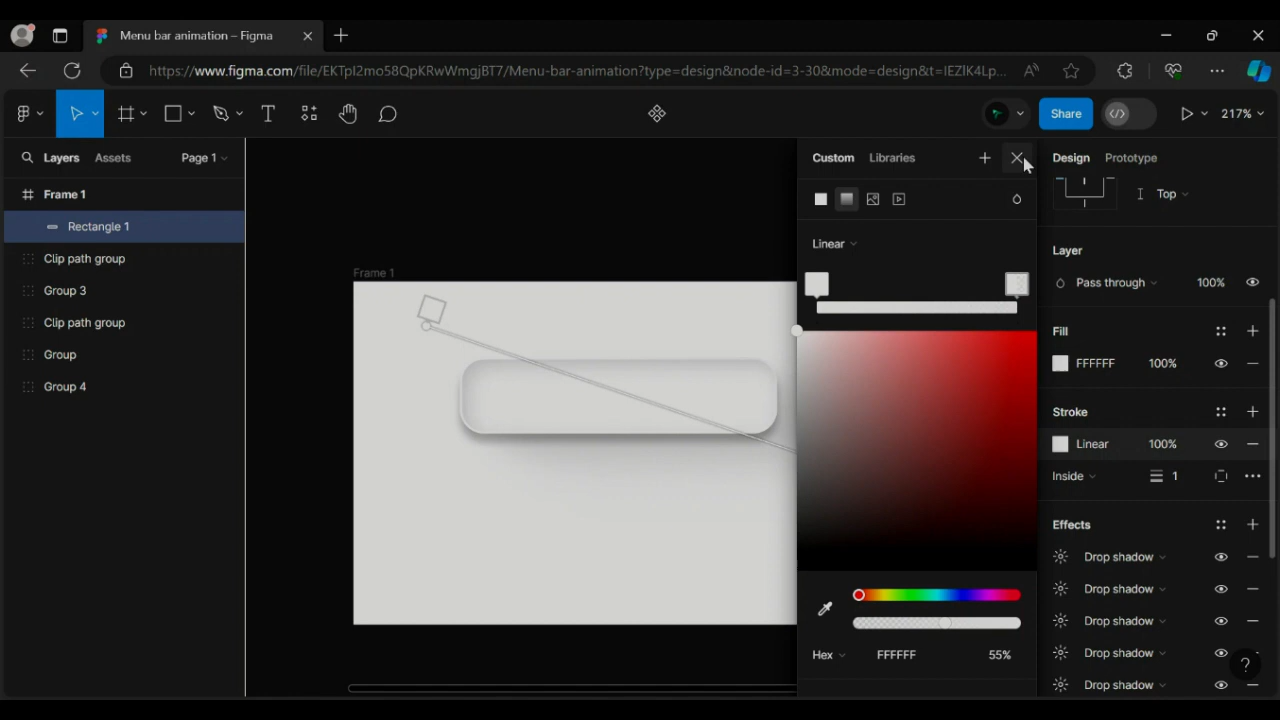 Menu bar animation – Figma
https://www.figma.com/file/EKTpI2mo58QpKRwWmgjBT7/Menu-bar-animation?type=design&node-id=3-30&mode=design&t=IEZIK4Lp...
Share
217%
Layers Assets Page 1
Custom Libraries
Design Prototype
Frame 1
Top
Rectangle 1
Linear
Layer
Clip path group
Frame 1
Pass through 100%
Group 3
Clip path group
Fill
Group
FFFFFF 100%
Group 4
Stroke
Linear 100%
Inside 1
Effects
Drop shadow
Drop shadow
Drop shadow
Drop shadow
Drop shadow
Hex FFFFFF 55%
?